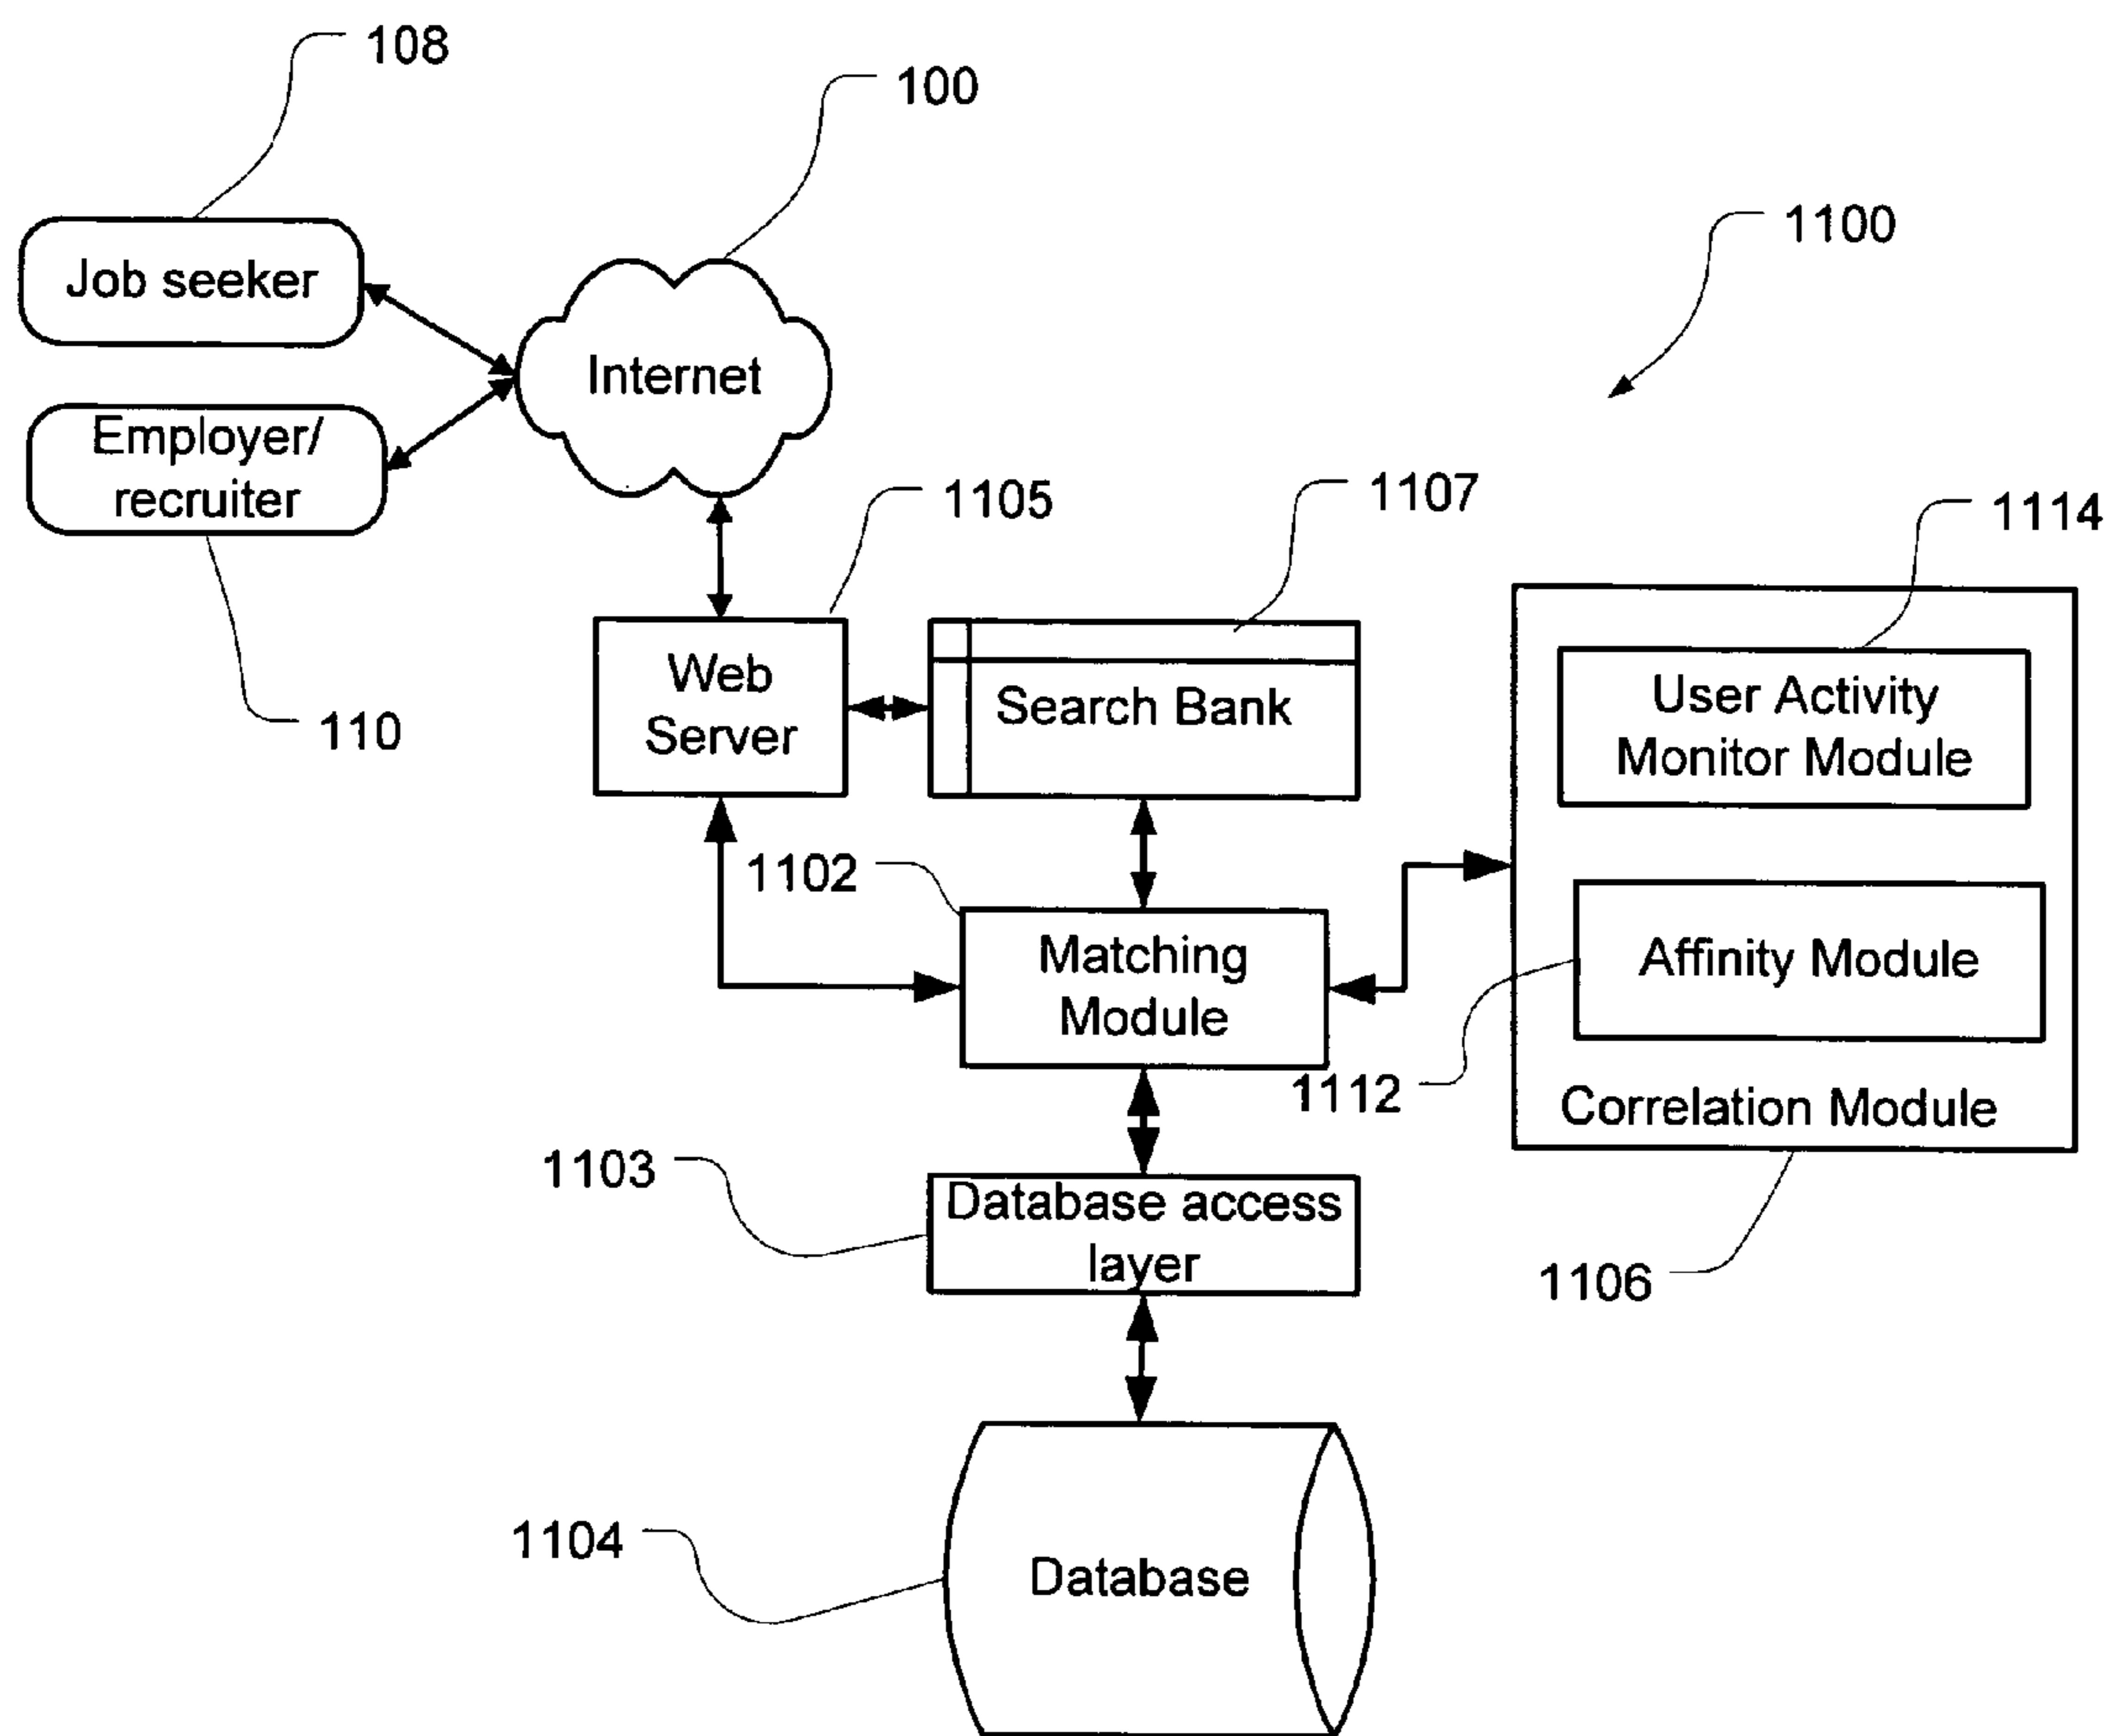 108
100
1100
Job seeker
Internet
Employer/
recruiter
110
1105
1107
1114
Web
Server
Search Bank
User Activity
Monitor Module
1102
Matching
Module
Affinity Module
1112
Correlation Module
1106
1103
Database access
layer
1104
Database